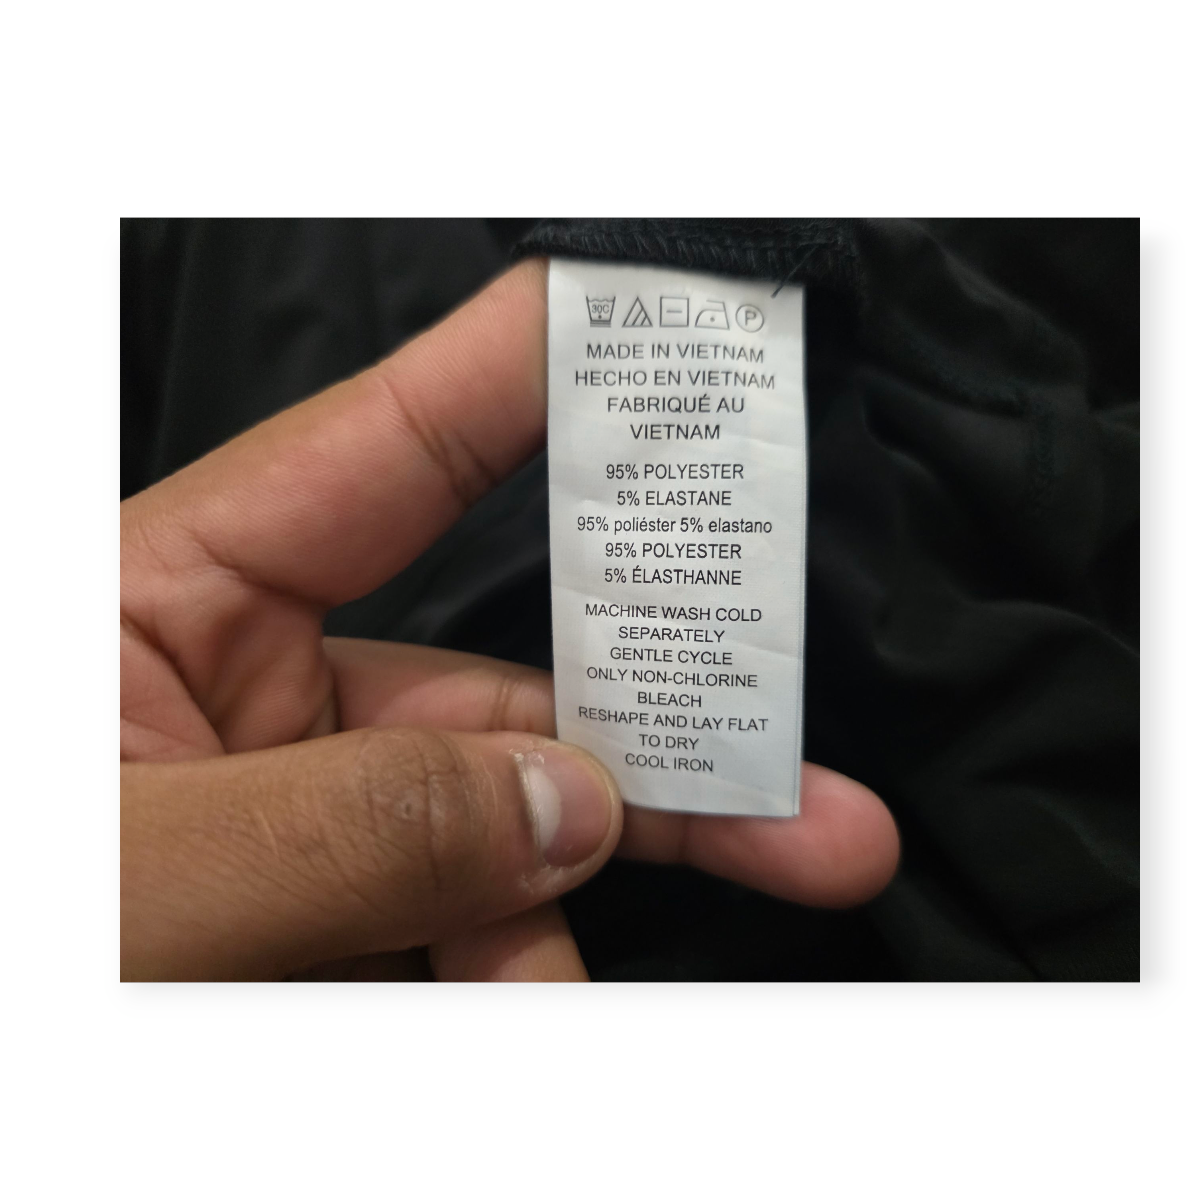 30C
P
MADE IN VIETNAM
HECHO EN VIETNAM
FABRIQUÉ AU
VIETNAM
95% POLYESTER
5% ELASTANE
95% poliéster 5% elastano
95% POLYESTER
5% ÉLASTHANNE
MACHINE WASH COLD
SEPARATELY
GENTLE CYCLE
ONLY NON-CHLORINE
BLEACH
RESHAPE AND LAY FLAT
TO DRY
COOL IRON